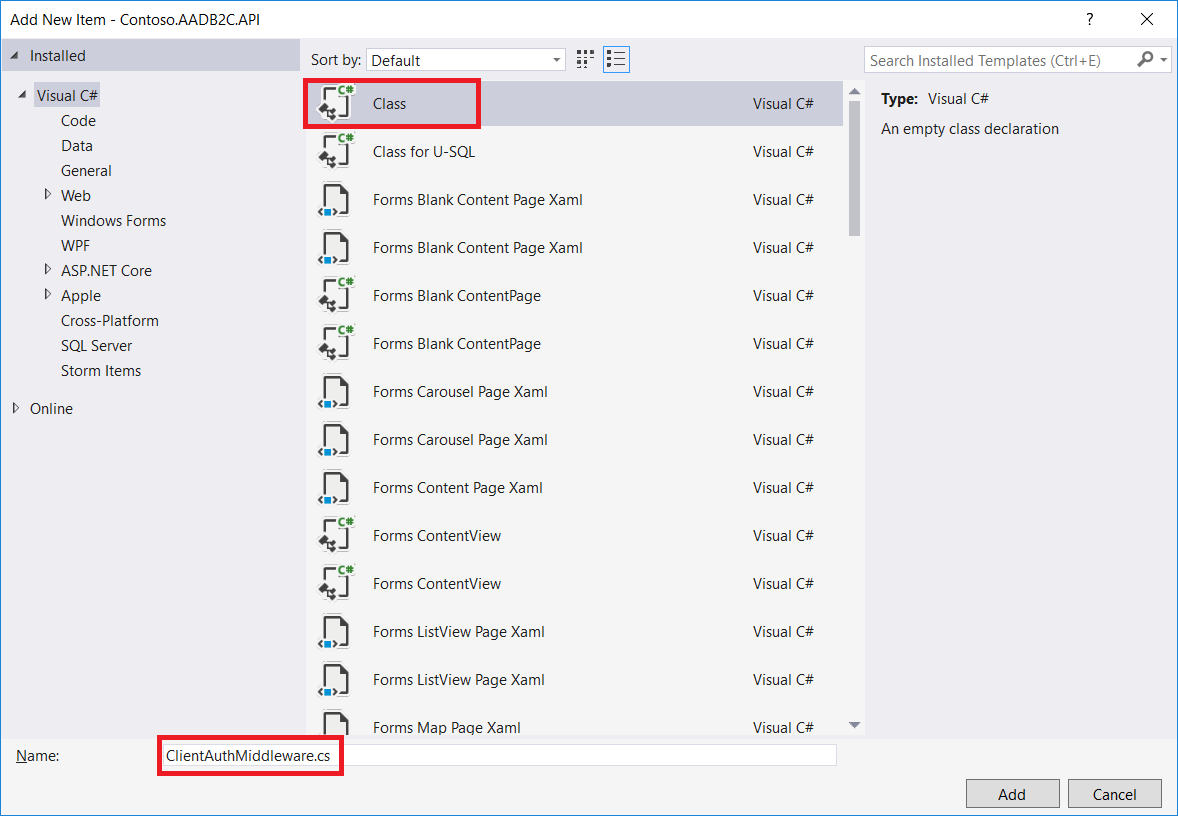 Add New Item - Contoso.AADB2C.API
?
Installed
Sort by: Default
Search Installed Templates (Ctrl+E)
Visual C#
Code
Data
General
Web
Windows Forms
WPF
ASP.NET Core
Apple
Cross-Platform
SQL Server
Storm Items
Online
C# Class Visual C#
C# Class for U-SQL Visual C#
Forms Blank Content Page Xaml Visual C#
Forms Blank Content Page Xaml Visual C#
C# Forms Blank ContentPage Visual C#
C# Forms Blank ContentPage Visual C#
Forms Carousel Page Xaml Visual C#
Forms Carousel Page Xaml Visual C#
Forms Content Page Xaml Visual C#
C# Forms ContentView Visual C#
C# Forms ContentView Visual C#
Forms ListView Page Xaml Visual C#
Forms ListView Page Xaml Visual C#
Forms Map Page Xaml Visual C#
Type: Visual C#
An empty class declaration
Name: ClientAuthMiddleware.cs
Add Cancel